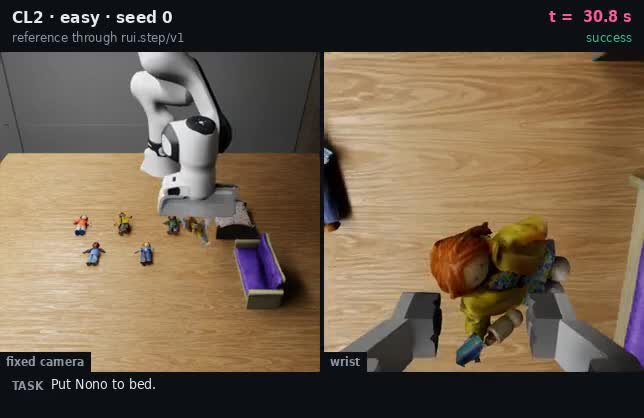 CL2 · easy · seed 0
t = 30.8 s
reference through rui.step/v1
success
fixed camera
wrist
TASK Put Nono to bed.